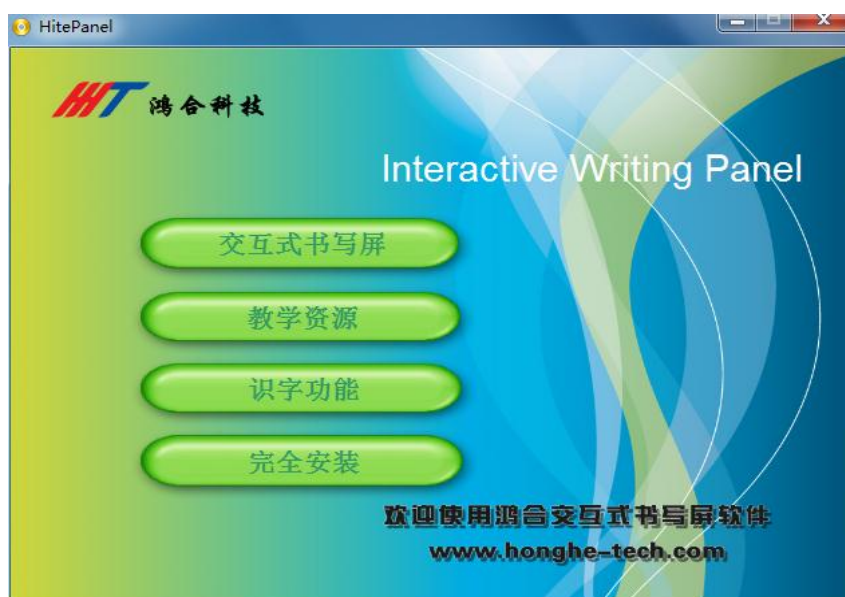 HitePanel
HHT 鸿合科技
Interactive Writing Panel
交互式书写屏
教学资源
识字功能
完全安装
欢迎使用鸿合交互式书写屏软件
www.honghe-tech.com